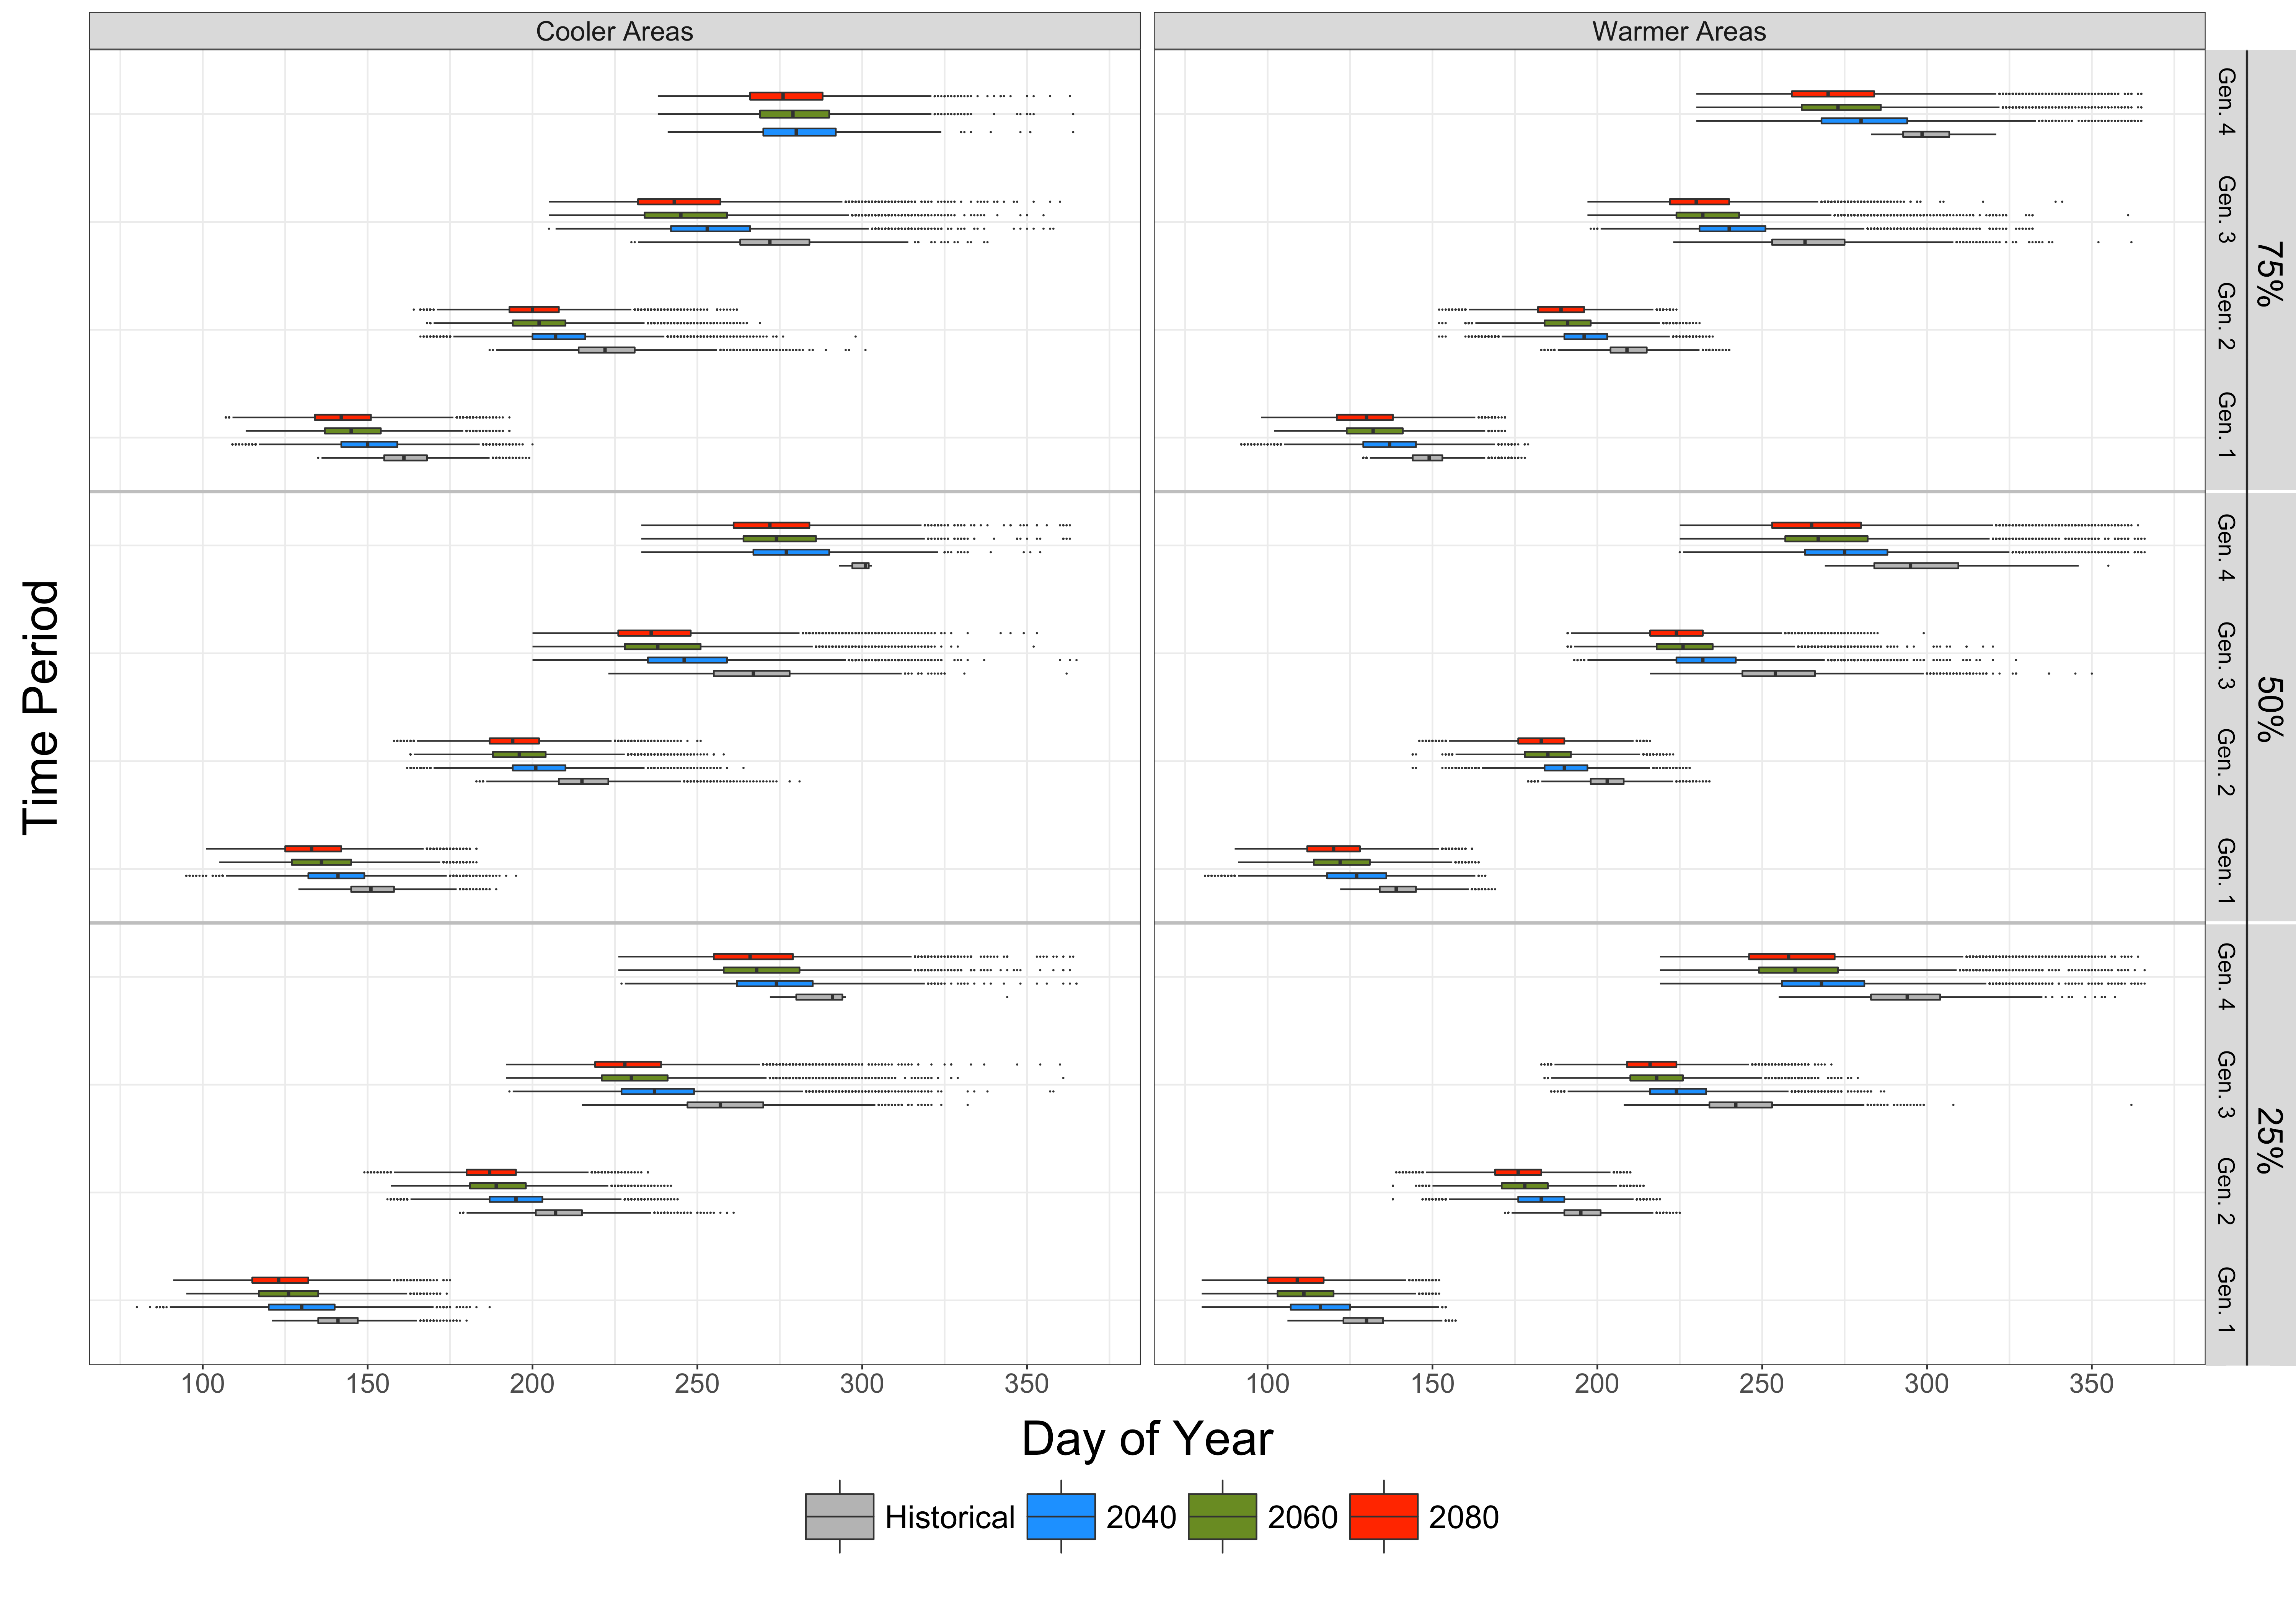 Cooler Areas
Warmer Areas
Time Period
Gen. 4
Gen. 3
Gen. 2
Gen. 1
75%
Gen. 4
Gen. 3
Gen. 2
Gen. 1
50%
Gen. 4
Gen. 3
Gen. 2
Gen. 1
25%
100 150 200 250 300 350
100 150 200 250 300 350
Day of Year
Historical 2040 2060 2080